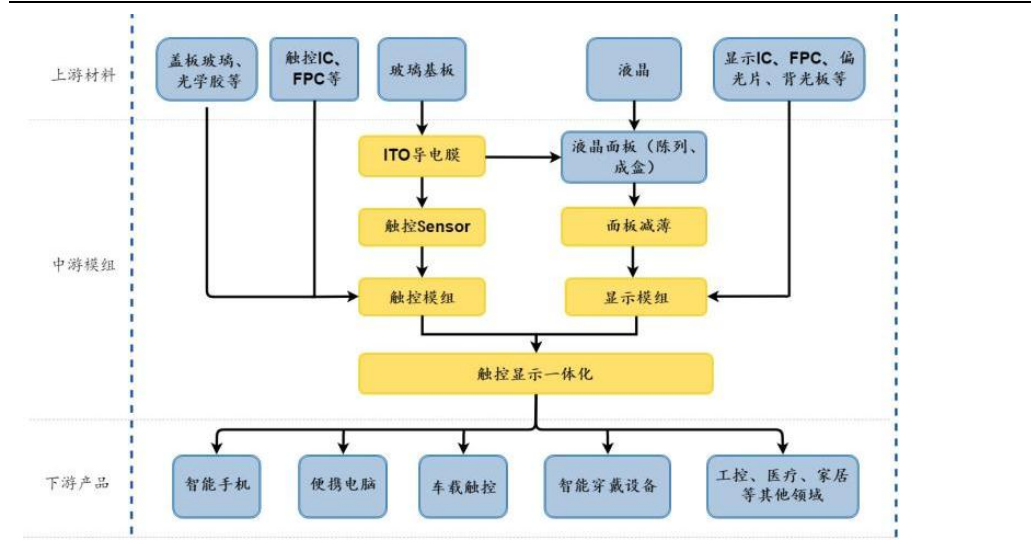 上游材料
盖板玻璃、
光学胶等
触控IC、
FPC等
玻璃基板
液晶
显示IC、FPC、偏
光片、背光板等
中游模组
ITO导电膜
液晶面板（陈列、
成盒）
触控Sensor
面板减薄
触控模组
显示模组
触控显示一体化
下游产品
智能手机
便携电脑
车载触控
智能穿戴设备
工控、医疗、家居
等其他领域